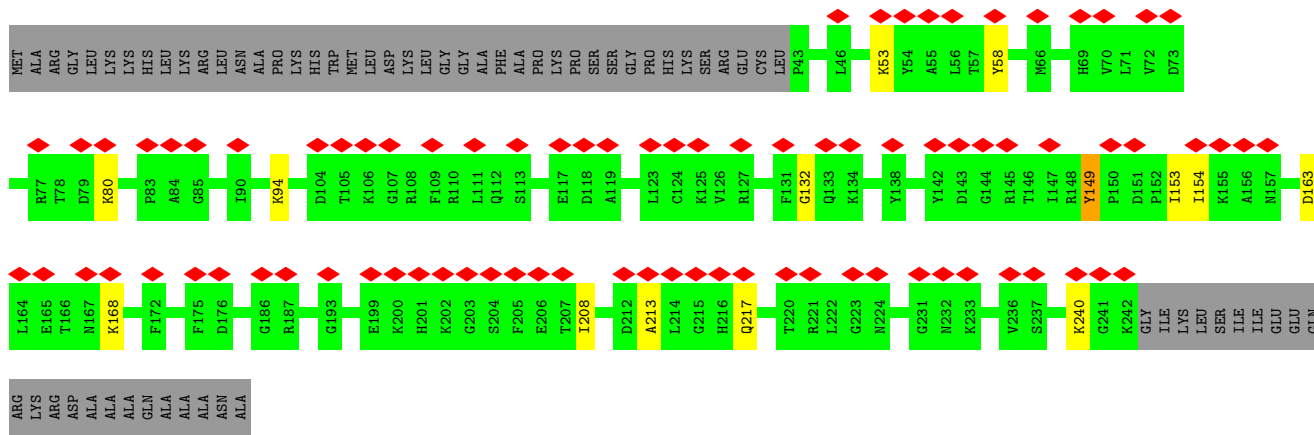 MET ALA ARG GLY LEU LYS LYS HIS LEU LYS ARG LEU ASN ALA PRO LYS HIS TRP MET LEU ASP LYS LEU GLY GLY ALA PHE ALA PRO LYS PRO SER SER GLY PRO HIS LYS SER ARG GLU CYS LEU P43 L46 K53 Y54 A55 L56 T57 Y58 M66 H69 V70 L71 V72 D73
R77 T78 D79 K80 P83 A84 G85 I90 K94 D104 T105 K106 G107 R108 F109 R110 L111 Q112 S113 E117 D118 A119 L123 C124 K125 V126 R127 F131 G132 Q133 K134 Y138 Y142 D143 G144 R145 T146 I147 R148 Y149 P150 D151 P152 I153 I154 K155 A156 N157 D163
L164 E165 T166 N167 K168 F172 F175 D176 G186 R187 G193 E199 K200 H201 K202 G203 S204 F205 E206 T207 I208 D212 A213 L214 G215 H216 Q217 T220 R221 L222 G223 N224 G231 N232 K233 V236 S237 K240 G241 K242 GLY ILE LYS LEU SER ILE ILE GLU GLU GLN
ARG LYS ARG ASP ALA ALA ALA GLN ALA ALA ALA ASN ALA